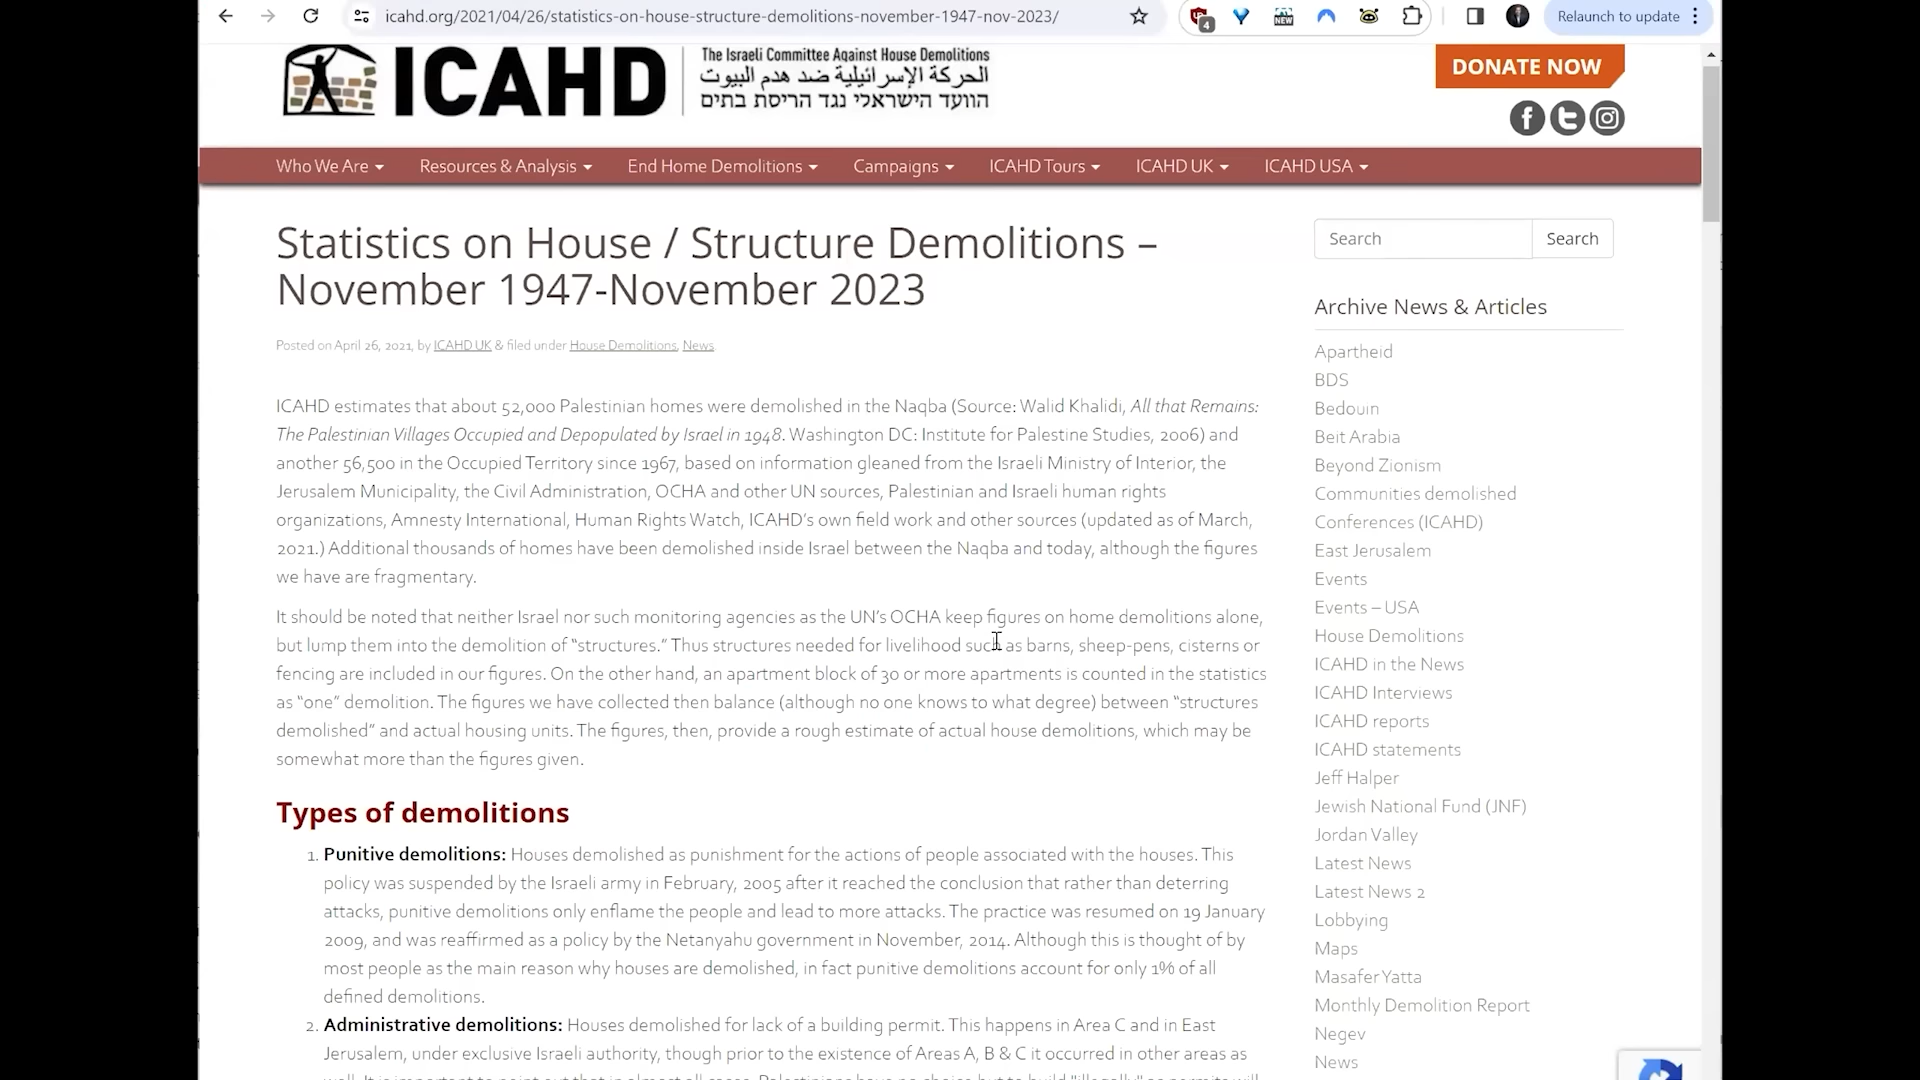 icahd.org/2021/04/26/statistics-on-house-structure-demolitions-november-1947-nov-2023/
4
NEW
Relaunch to update
ICAHD
The Israeli Committee Against House Demolitions
الحركة الإسرائيلية ضد هدم البيوت
הוועד הישראלי נגד הריסת בתים
DONATE NOW
Who We Are
Resources & Analysis
End Home Demolitions
Campaigns
ICAHD Tours
ICAHD UK
ICAHD USA
Statistics on House / Structure Demolitions –
November 1947-November 2023
Posted on April 26, 2021, by ICAHD UK & filed under House Demolitions, News
ICAHD estimates that about 52,000 Palestinian homes were demolished in the Naqba (Source: Walid Khalidi, All that Remains:
The Palestinian Villages Occupied and Depopulated by Israel in 1948. Washington DC: Institute for Palestine Studies, 2006) and
another 56,500 in the Occupied Territory since 1967, based on information gleaned from the Israeli Ministry of Interior, the
Jerusalem Municipality, the Civil Administration, OCHA and other UN sources, Palestinian and Israeli human rights
organizations, Amnesty International, Human Rights Watch, ICAHD's own field work and other sources (updated as of March,
2021.) Additional thousands of homes have been demolished inside Israel between the Naqba and today, although the figures
we have are fragmentary.
It should be noted that neither Israel nor such monitoring agencies as the UN's OCHA keep figures on home demolitions alone,
but lump them into the demolition of “structures.” Thus structures needed for livelihood such as barns, sheep-pens, cisterns or
fencing are included in our figures. On the other hand, an apartment block of 30 or more apartments is counted in the statistics
as “one” demolition. The figures we have collected then balance (although no one knows to what degree) between “structures
demolished” and actual housing units. The figures, then, provide a rough estimate of actual house demolitions, which may be
somewhat more than the figures given.
Types of demolitions
1. Punitive demolitions: Houses demolished as punishment for the actions of people associated with the houses. This
policy was suspended by the Israeli army in February, 2005 after it reached the conclusion that rather than deterring
attacks, punitive demolitions only enflame the people and lead to more attacks. The practice was resumed on 19 January
2009, and was reaffirmed as a policy by the Netanyahu government in November, 2014. Although this is thought of by
most people as the main reason why houses are demolished, in fact punitive demolitions account for only 1% of all
defined demolitions.
2. Administrative demolitions: Houses demolished for lack of a building permit. This happens in Area C and in East
Jerusalem, under exclusive Israeli authority, though prior to the existence of Areas A, B & C it occurred in other areas as
well. It is important to point out that in almost all cases, Palestinians have no choice but to build "illegally" as permits will
Search
Search
Archive News & Articles
Apartheid
BDS
Bedouin
Beit Arabia
Beyond Zionism
Communities demolished
Conferences (ICAHD)
East Jerusalem
Events
Events – USA
House Demolitions
ICAHD in the News
ICAHD Interviews
ICAHD reports
ICAHD statements
Jeff Halper
Jewish National Fund (JNF)
Jordan Valley
Latest News
Latest News 2
Lobbying
Maps
Masafer Yatta
Monthly Demolition Report
Negev
News